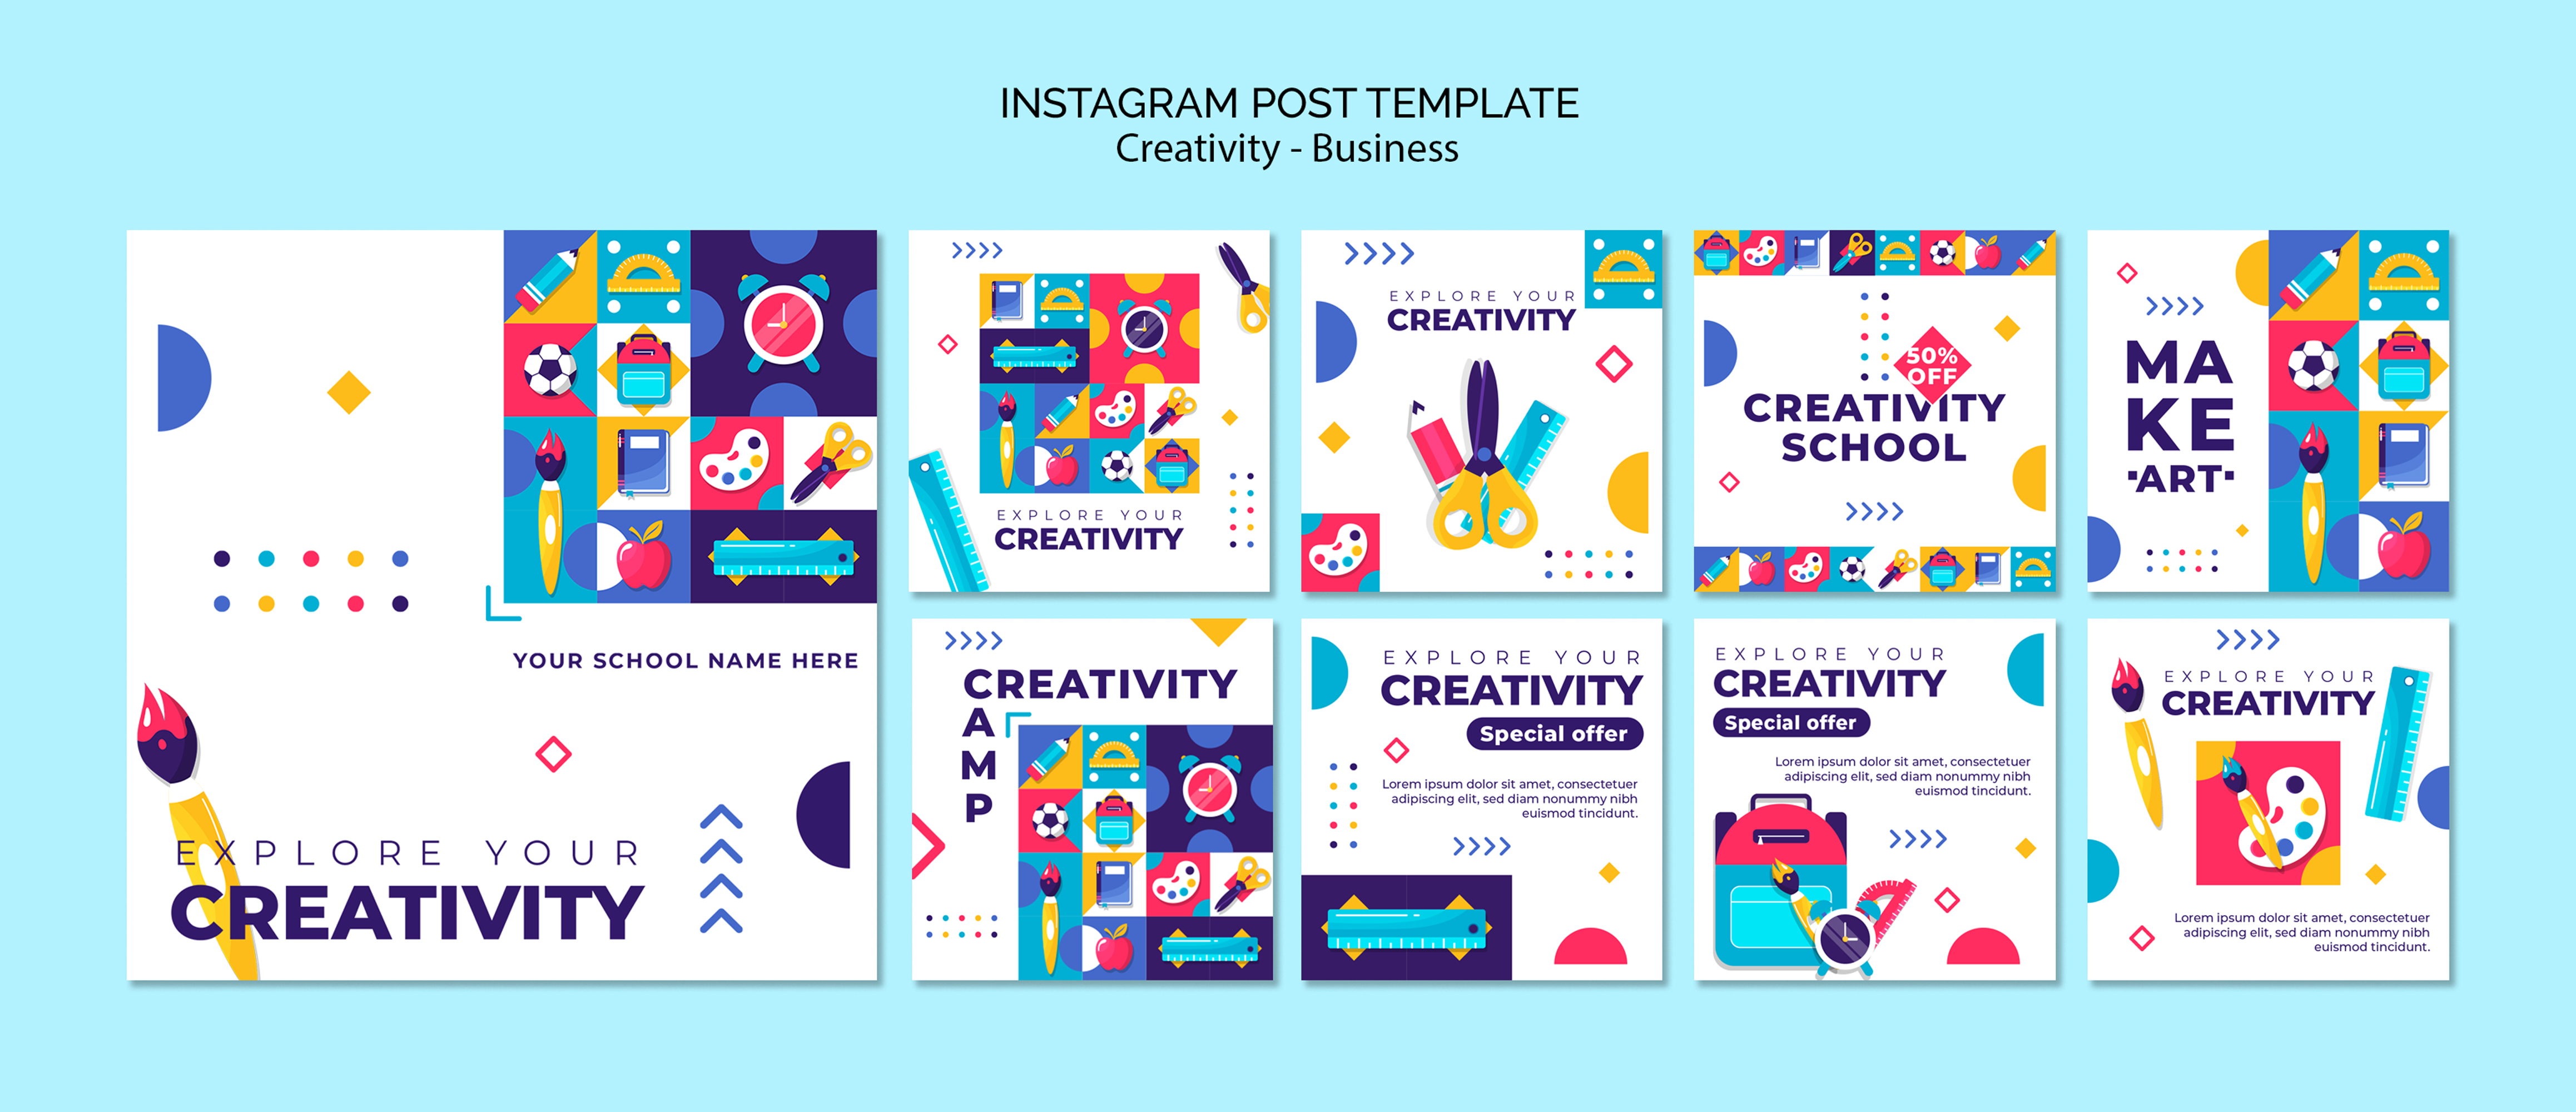 INSTAGRAM POST TEMPLATE
Creativity - Business
YOUR SCHOOL NAME HERE
EXPLORE YOUR
CREATIVITY
EXPLORE YOUR
CREATIVITY
EXPLORE YOUR
CREATIVITY
50%
OFF
CREATIVITY
SCHOOL
MA
KE
·ART·
CREATIVITY
A
M
P
EXPLORE YOUR
CREATIVITY
Special offer
Lorem ipsum dolor sit amet, consectetuer
adipiscing elit, sed diam nonummy nibh
euismod tincidunt.
EXPLORE YOUR
CREATIVITY
Special offer
Lorem ipsum dolor sit amet, consectetuer
adipiscing elit, sed diam nonummy nibh
euismod tincidunt.
EXPLORE YOUR
CREATIVITY
Lorem ipsum dolor sit amet, consectetuer
adipiscing elit, sed diam nonummy nibh
euismod tincidunt.